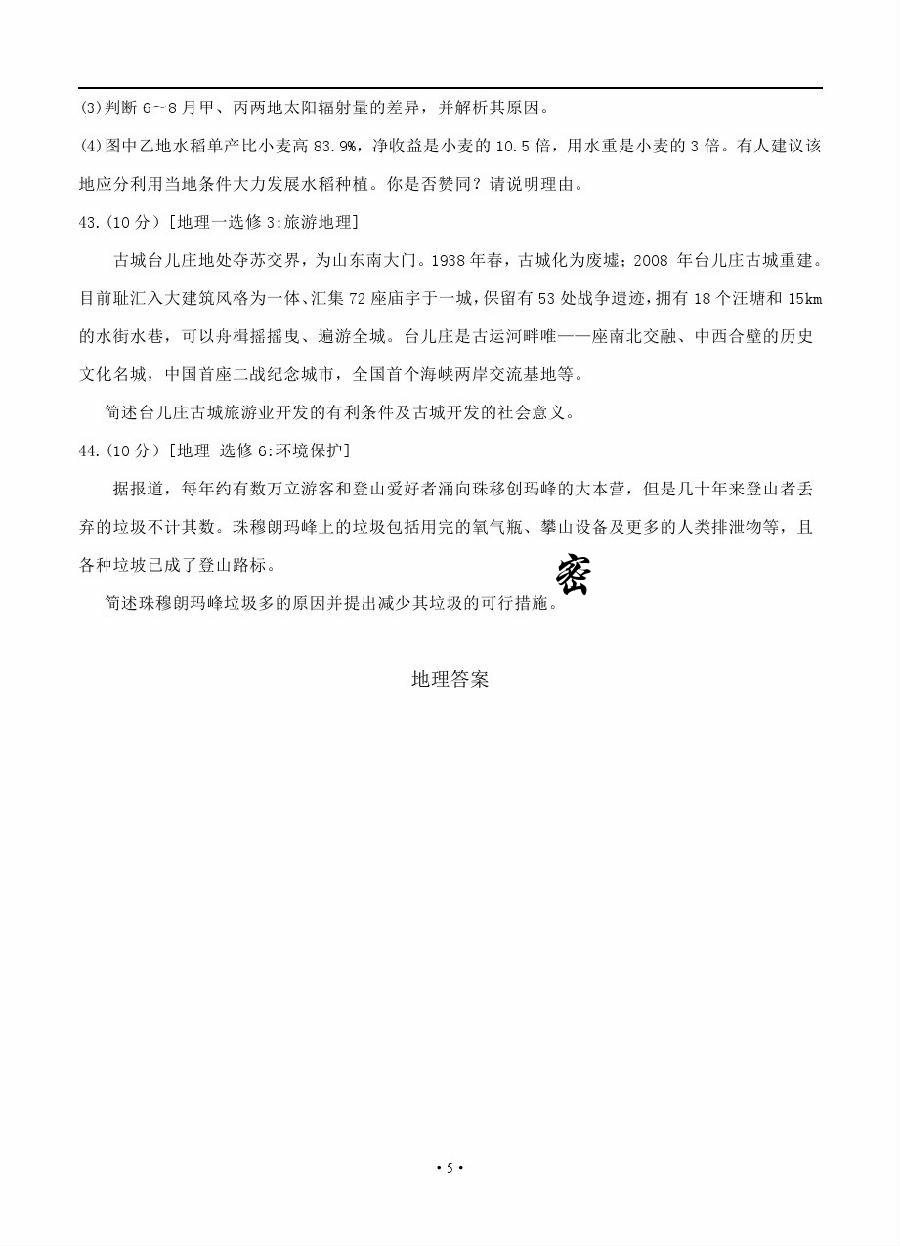 (3)判断 6~8 月甲、丙两地太阳辐射量的差异，并解析其原因。
(4)图中乙地水稻单产比小麦高 83.9%，净收益是小麦的 10.5 倍，用水重是小麦的 3 倍。有人建议该
地应分利用当地条件大力发展水稻种植。你是否赞同？请说明理由。
43.(10 分) [地理一选修 3:旅游地理]
古城台儿庄地处夺苏交界，为山东南大门。1938 年春，古城化为废墟；2008 年台儿庄古城重建。
目前耻汇入大建筑风格为一体、汇集 72 座庙宇于一城，保留有 53 处战争遗迹，拥有 18 个汪塘和 15km
的水街水巷，可以舟楫摇摇曳、遍游全城。台儿庄是古运河畔唯——座南北交融、中西合璧的历史
文化名城，中国首座二战纪念城市，全国首个海峡两岸交流基地等。
简述台儿庄古城旅游业开发的有利条件及古城开发的社会意义。
44.(10 分) [地理 选修 6:环境保护]
据报道，每年约有数万立游客和登山爱好者涌向珠移创玛峰的大本营，但是几十年来登山者丢
弃的垃圾不计其数。珠穆朗玛峰上的垃圾包括用完的氧气瓶、攀山设备及更多的人类排泄物等，且
各种垃圾已成了登山路标。
密
简述珠穆朗玛峰垃圾多的原因并提出减少其垃圾的可行措施。
地理答案
·5·